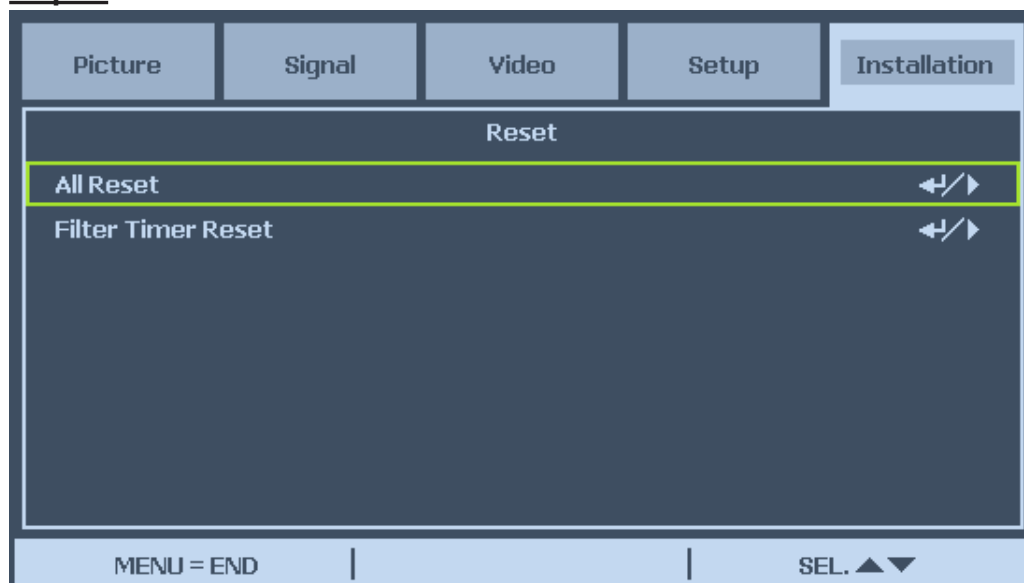 Picture Signal Video Setup Installation
Reset
All Reset ↵/▶
Filter Timer Reset ↵/▶
MENU = END SEL. ▲▼